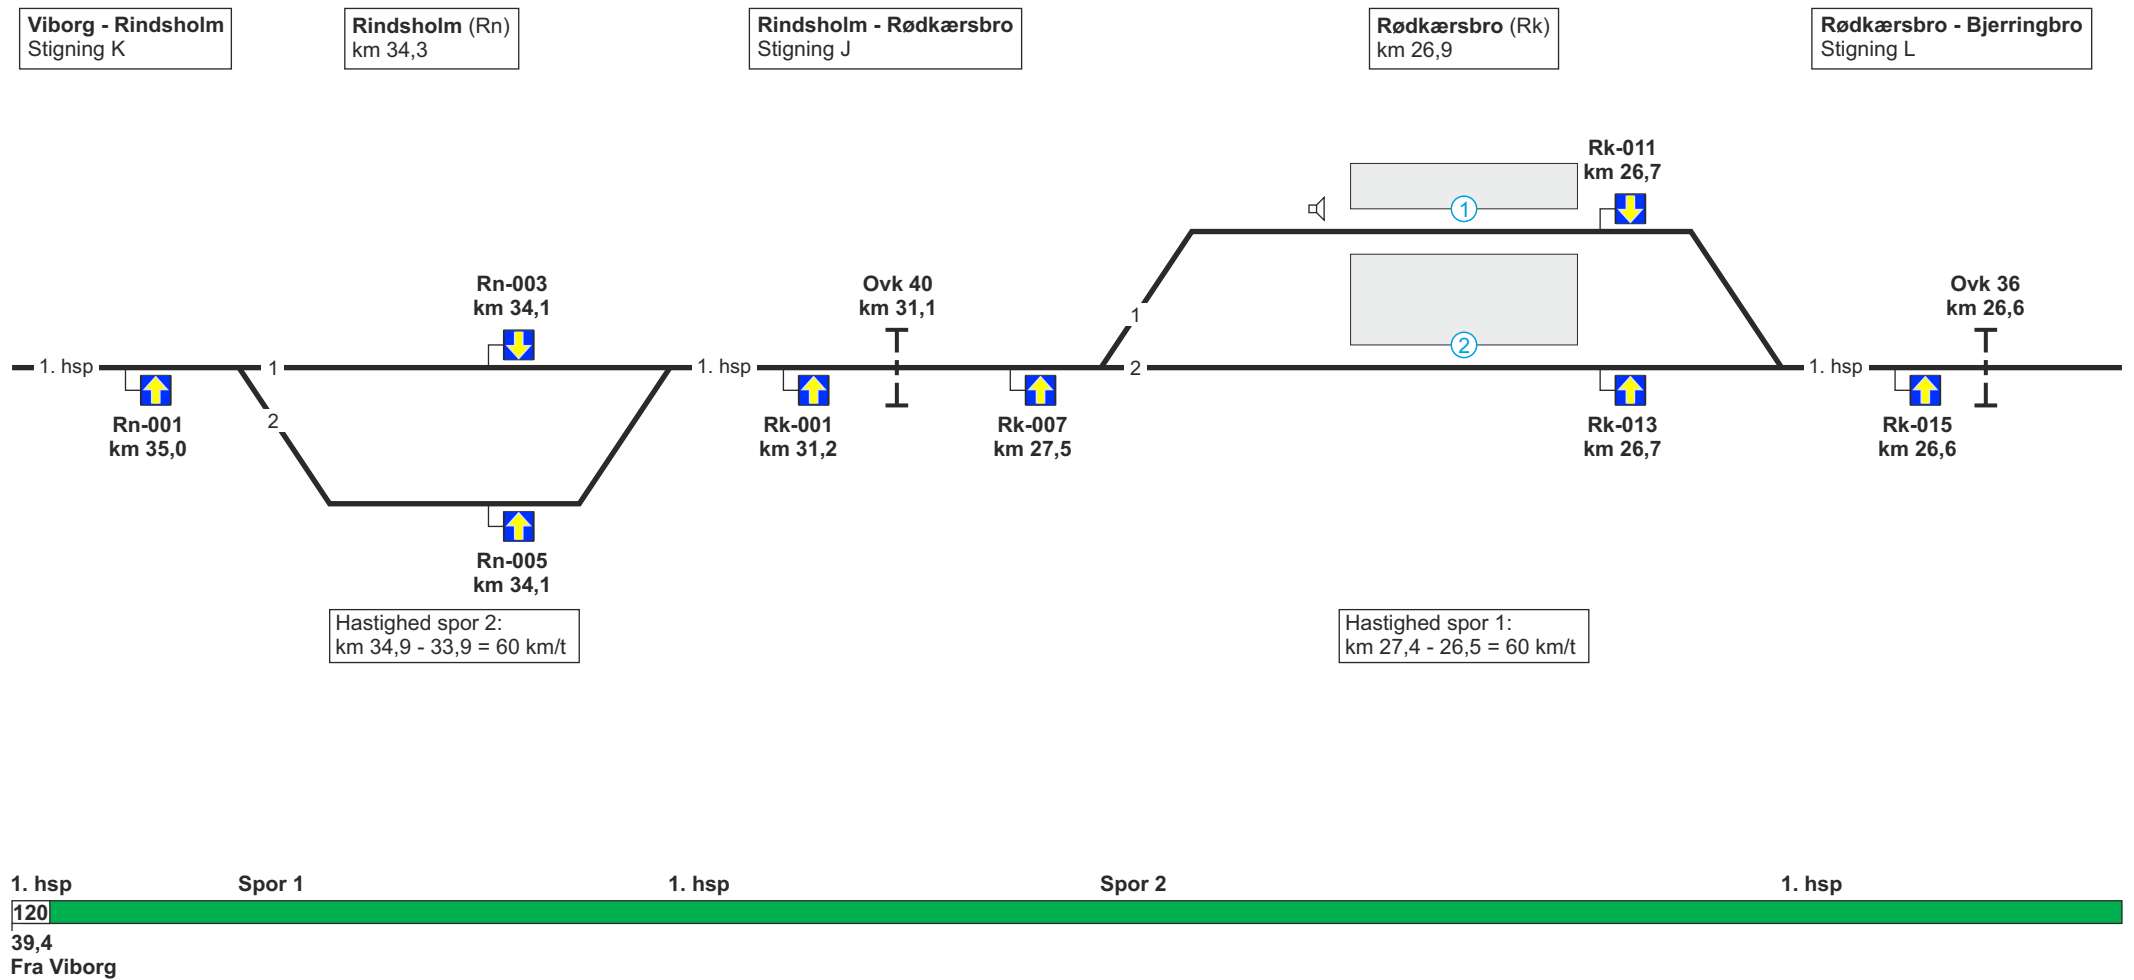 Viborg - Rindsholm
Stigning K
Rindsholm (Rn)
km 34,3
Rindsholm - Rødkærsbro
Stigning J
Rødkærsbro (Rk)
km 26,9
Rødkærsbro - Bjerringbro
Stigning L
Rk-011
km 26,7
1
Rn-003
km 34,1
Ovk 40
km 31,1
1
2
Ovk 36
km 26,6
1. hsp
1
1. hsp
2
1. hsp
2
Rn-001
km 35,0
Rk-001
km 31,2
Rk-007
km 27,5
Rk-013
km 26,7
Rk-015
km 26,6
Rn-005
km 34,1
Hastighed spor 2:
km 34,9 - 33,9 = 60 km/t
Hastighed spor 1:
km 27,4 - 26,5 = 60 km/t
1. hsp
Spor 1
1. hsp
Spor 2
1. hsp
120
39,4
Fra Viborg